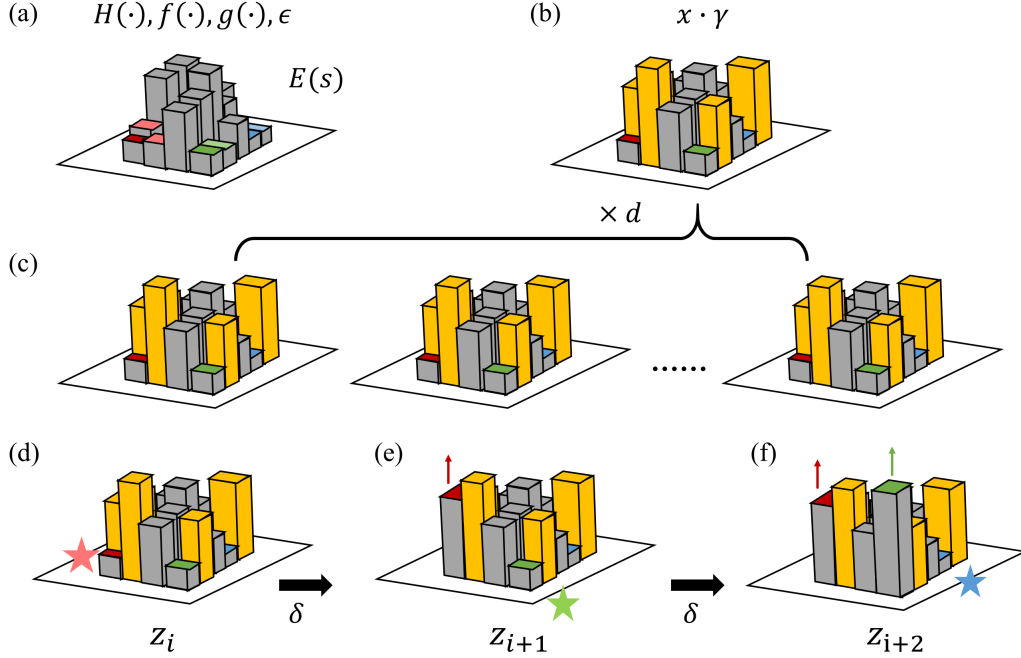 (a) H(·), f(·), g(·), ϵ
E(s)
(b) x · γ
× d
(c)
......
(d)
(e)
(f)
δ
δ
z_i
z_{i+1}
z_{i+2}